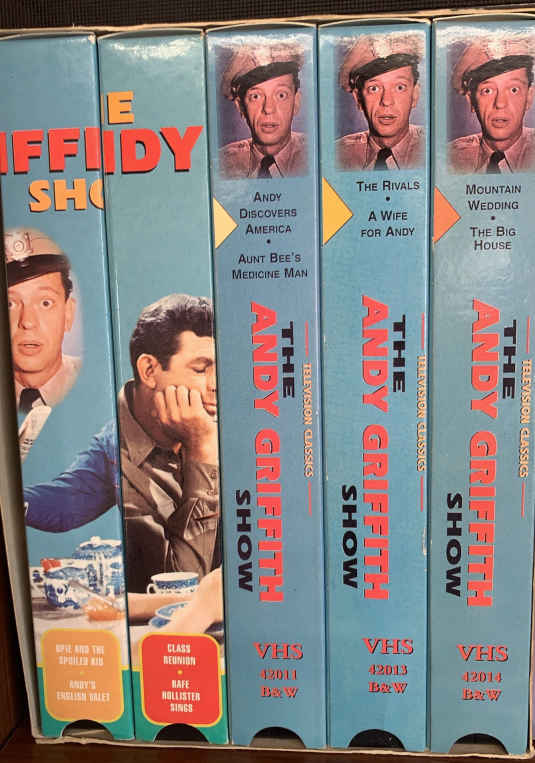 IFFI
SHO
OPIE AND THE
SPOILED KID
•
ANDY'S
ENGLISH VALET
E
DY
CLASS
REUNION
•
RAFE
HOLLISTER
SINGS
ANDY
DISCOVERS
AMERICA
•
AUNT BEE'S
MEDICINE MAN
TELEVISION CLASSICS
THE
ANDY GRIFFITH
SHOW
VHS
42011
B&W
THE RIVALS
•
A WIFE
FOR ANDY
TELEVISION CLASSICS
THE
ANDY GRIFFITH
SHOW
VHS
42013
B&W
MOUNTAIN
WEDDING
•
THE BIG
HOUSE
TELEVISION CLASSICS
THE
ANDY GRIFFITH
SHOW
VHS
42014
B&W